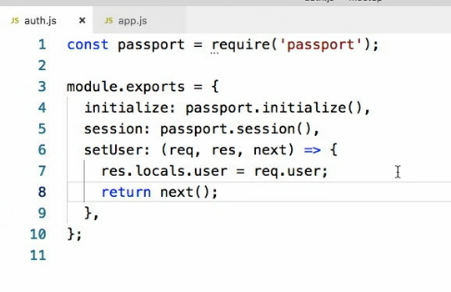 JS auth.js × JS app.js
1 const passport = require('passport');
2
3 module.exports = {
4 initialize: passport.initialize(),
5 session: passport.session(),
6 setUser: (req, res, next) => {
7 res.locals.user = req.user;
8 return next();
9 },
10 };
11